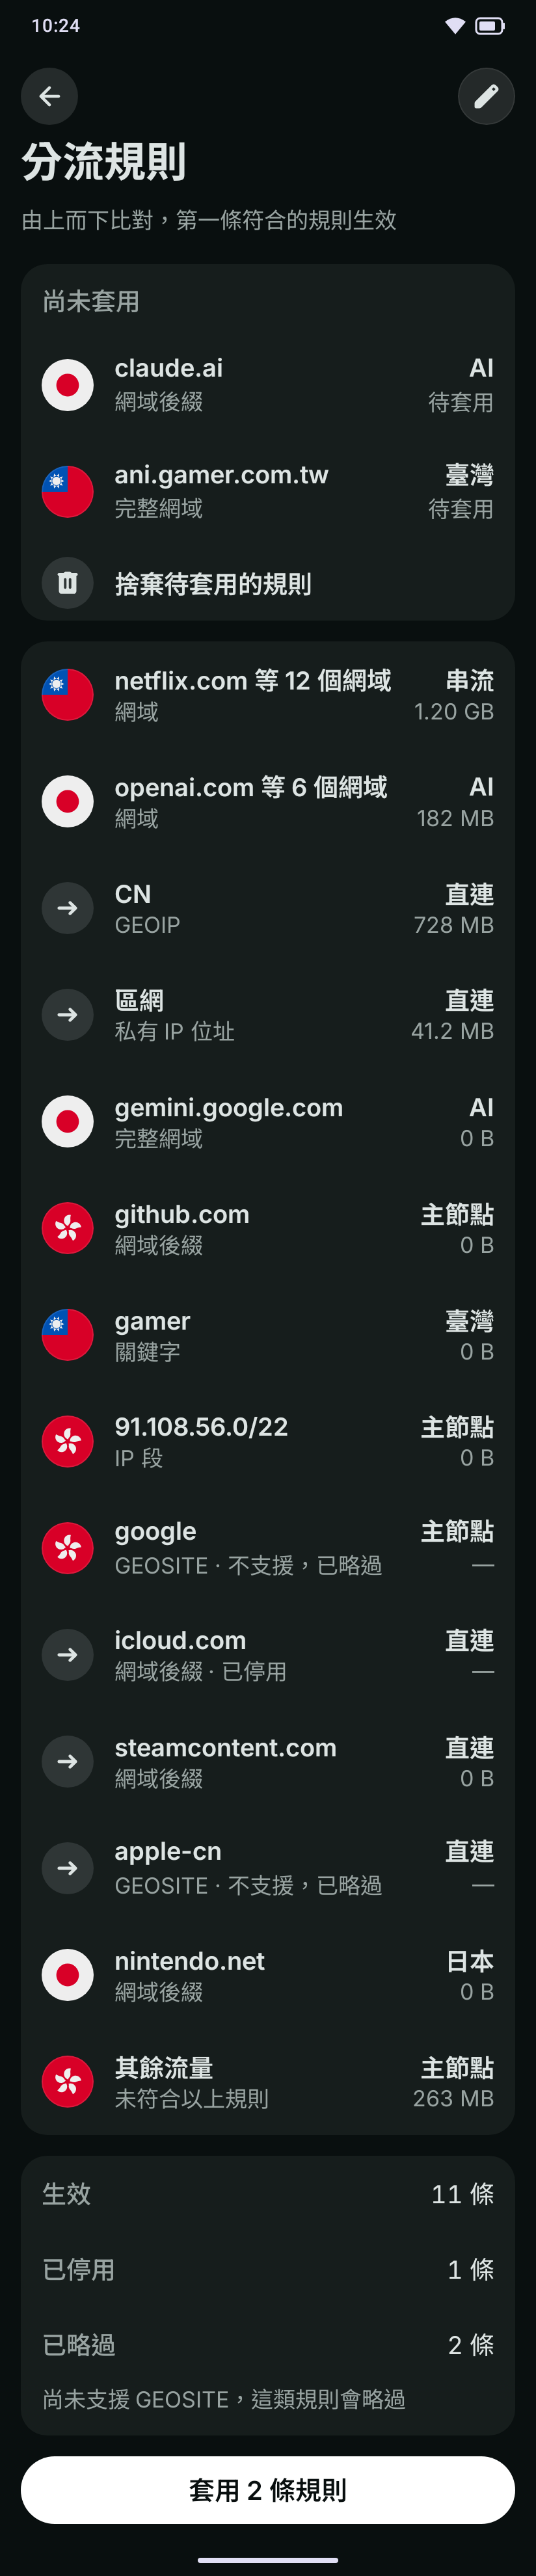 10:24
分流規則
由上而下比對，第一條符合的規則生效
尚未套用
claude.ai AI
網域後綴 待套用
ani.gamer.com.tw 臺灣
完整網域 待套用
捨棄待套用的規則
netflix.com 等 12 個網域 串流
網域 1.20 GB
openai.com 等 6 個網域 AI
網域 182 MB
CN 直連
GEOIP 728 MB
區網 直連
私有 IP 位址 41.2 MB
gemini.google.com AI
完整網域 0 B
github.com 主節點
網域後綴 0 B
gamer 臺灣
關鍵字 0 B
91.108.56.0/22 主節點
IP 段 0 B
google 主節點
GEOSITE · 不支援，已略過 —
icloud.com 直連
網域後綴 · 已停用 —
steamcontent.com 直連
網域後綴 0 B
apple-cn 直連
GEOSITE · 不支援，已略過 —
nintendo.net 日本
網域後綴 0 B
其餘流量 主節點
未符合以上規則 263 MB
生效 11 條
已停用 1 條
已略過 2 條
尚未支援 GEOSITE，這類規則會略過
套用 2 條規則